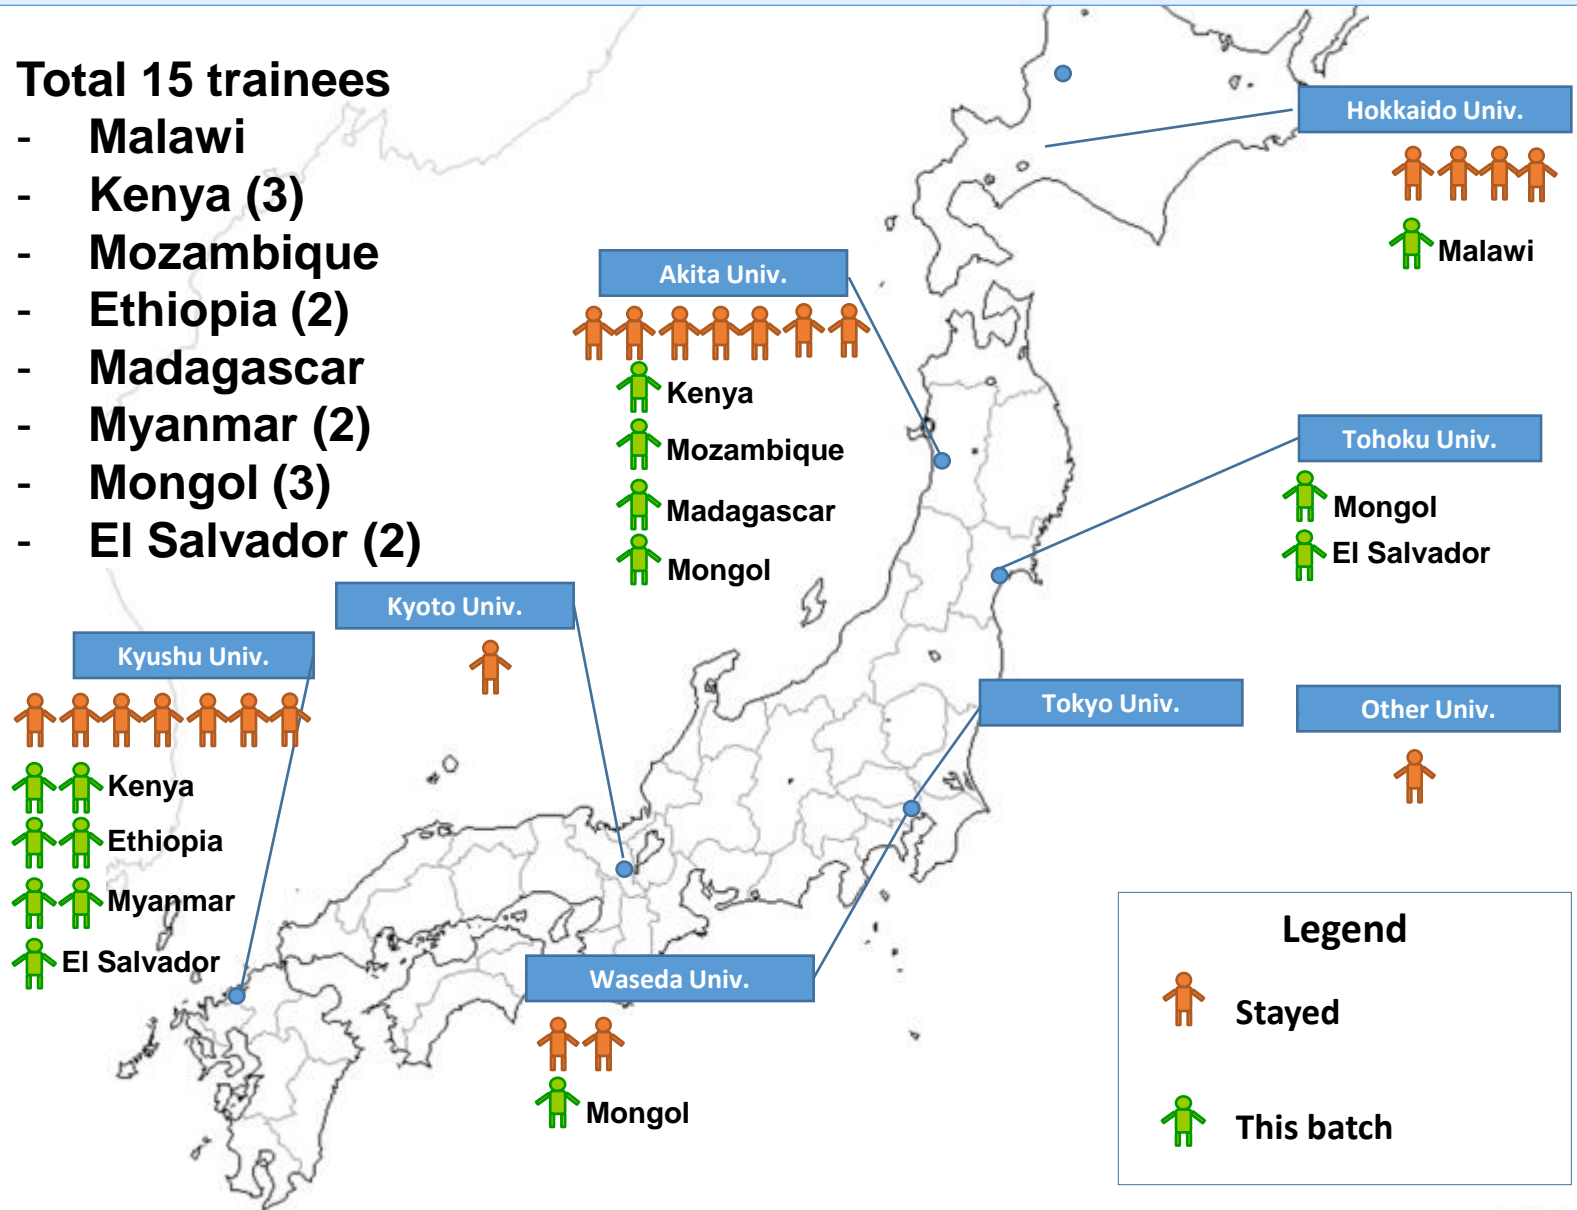 Total 15 trainees
- Malawi
- Kenya (3)
- Mozambique
- Ethiopia (2)
- Madagascar
- Myanmar (2)
- Mongol (3)
- El Salvador (2)
Hokkaido Univ.
Malawi
Akita Univ.
Kenya
Mozambique
Madagascar
Mongol
Tohoku Univ.
Mongol
El Salvador
Kyoto Univ.
Kyushu Univ.
Kenya
Ethiopia
Myanmar
El Salvador
Tokyo Univ.
Other Univ.
Waseda Univ.
Mongol
Legend
Stayed
This batch